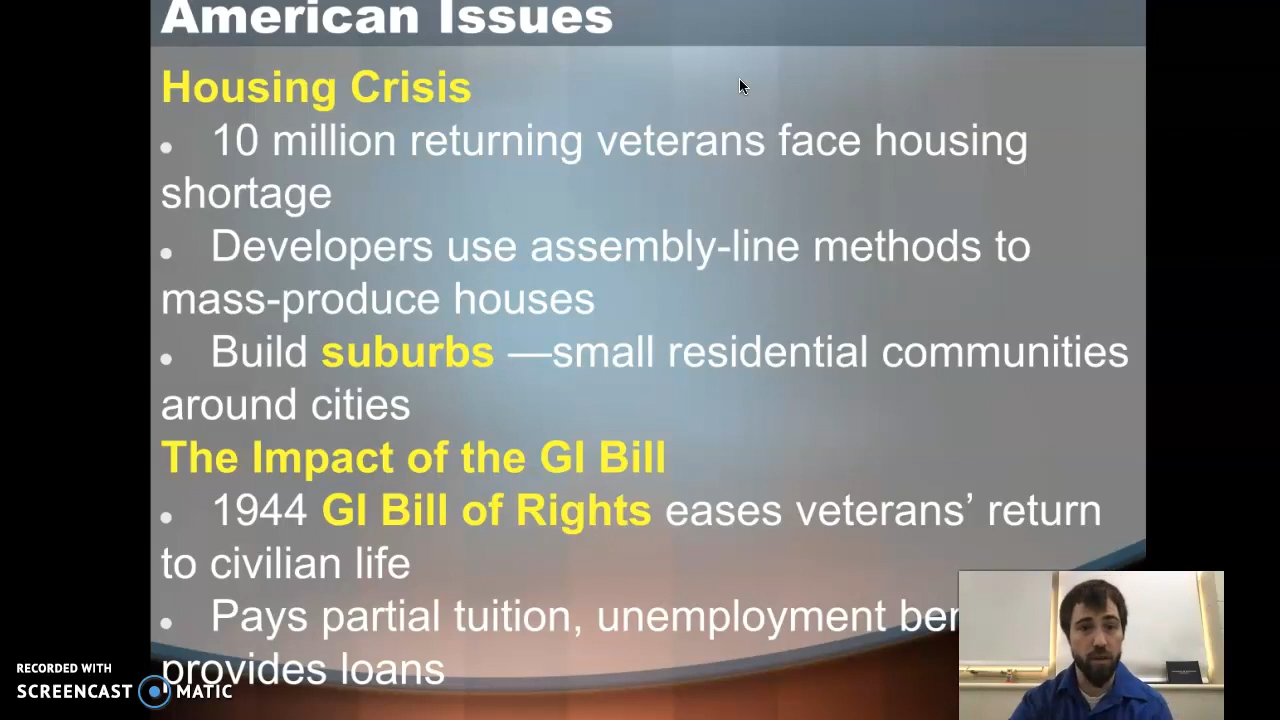 American Issues
Housing Crisis
• 10 million returning veterans face housing
shortage
• Developers use assembly-line methods to
mass-produce houses
• Build suburbs —small residential communities
around cities
The Impact of the GI Bill
• 1944 GI Bill of Rights eases veterans’ return
to civilian life
• Pays partial tuition, unemployment
provides loans
RECORDED WITH
SCREENCAST MATIC